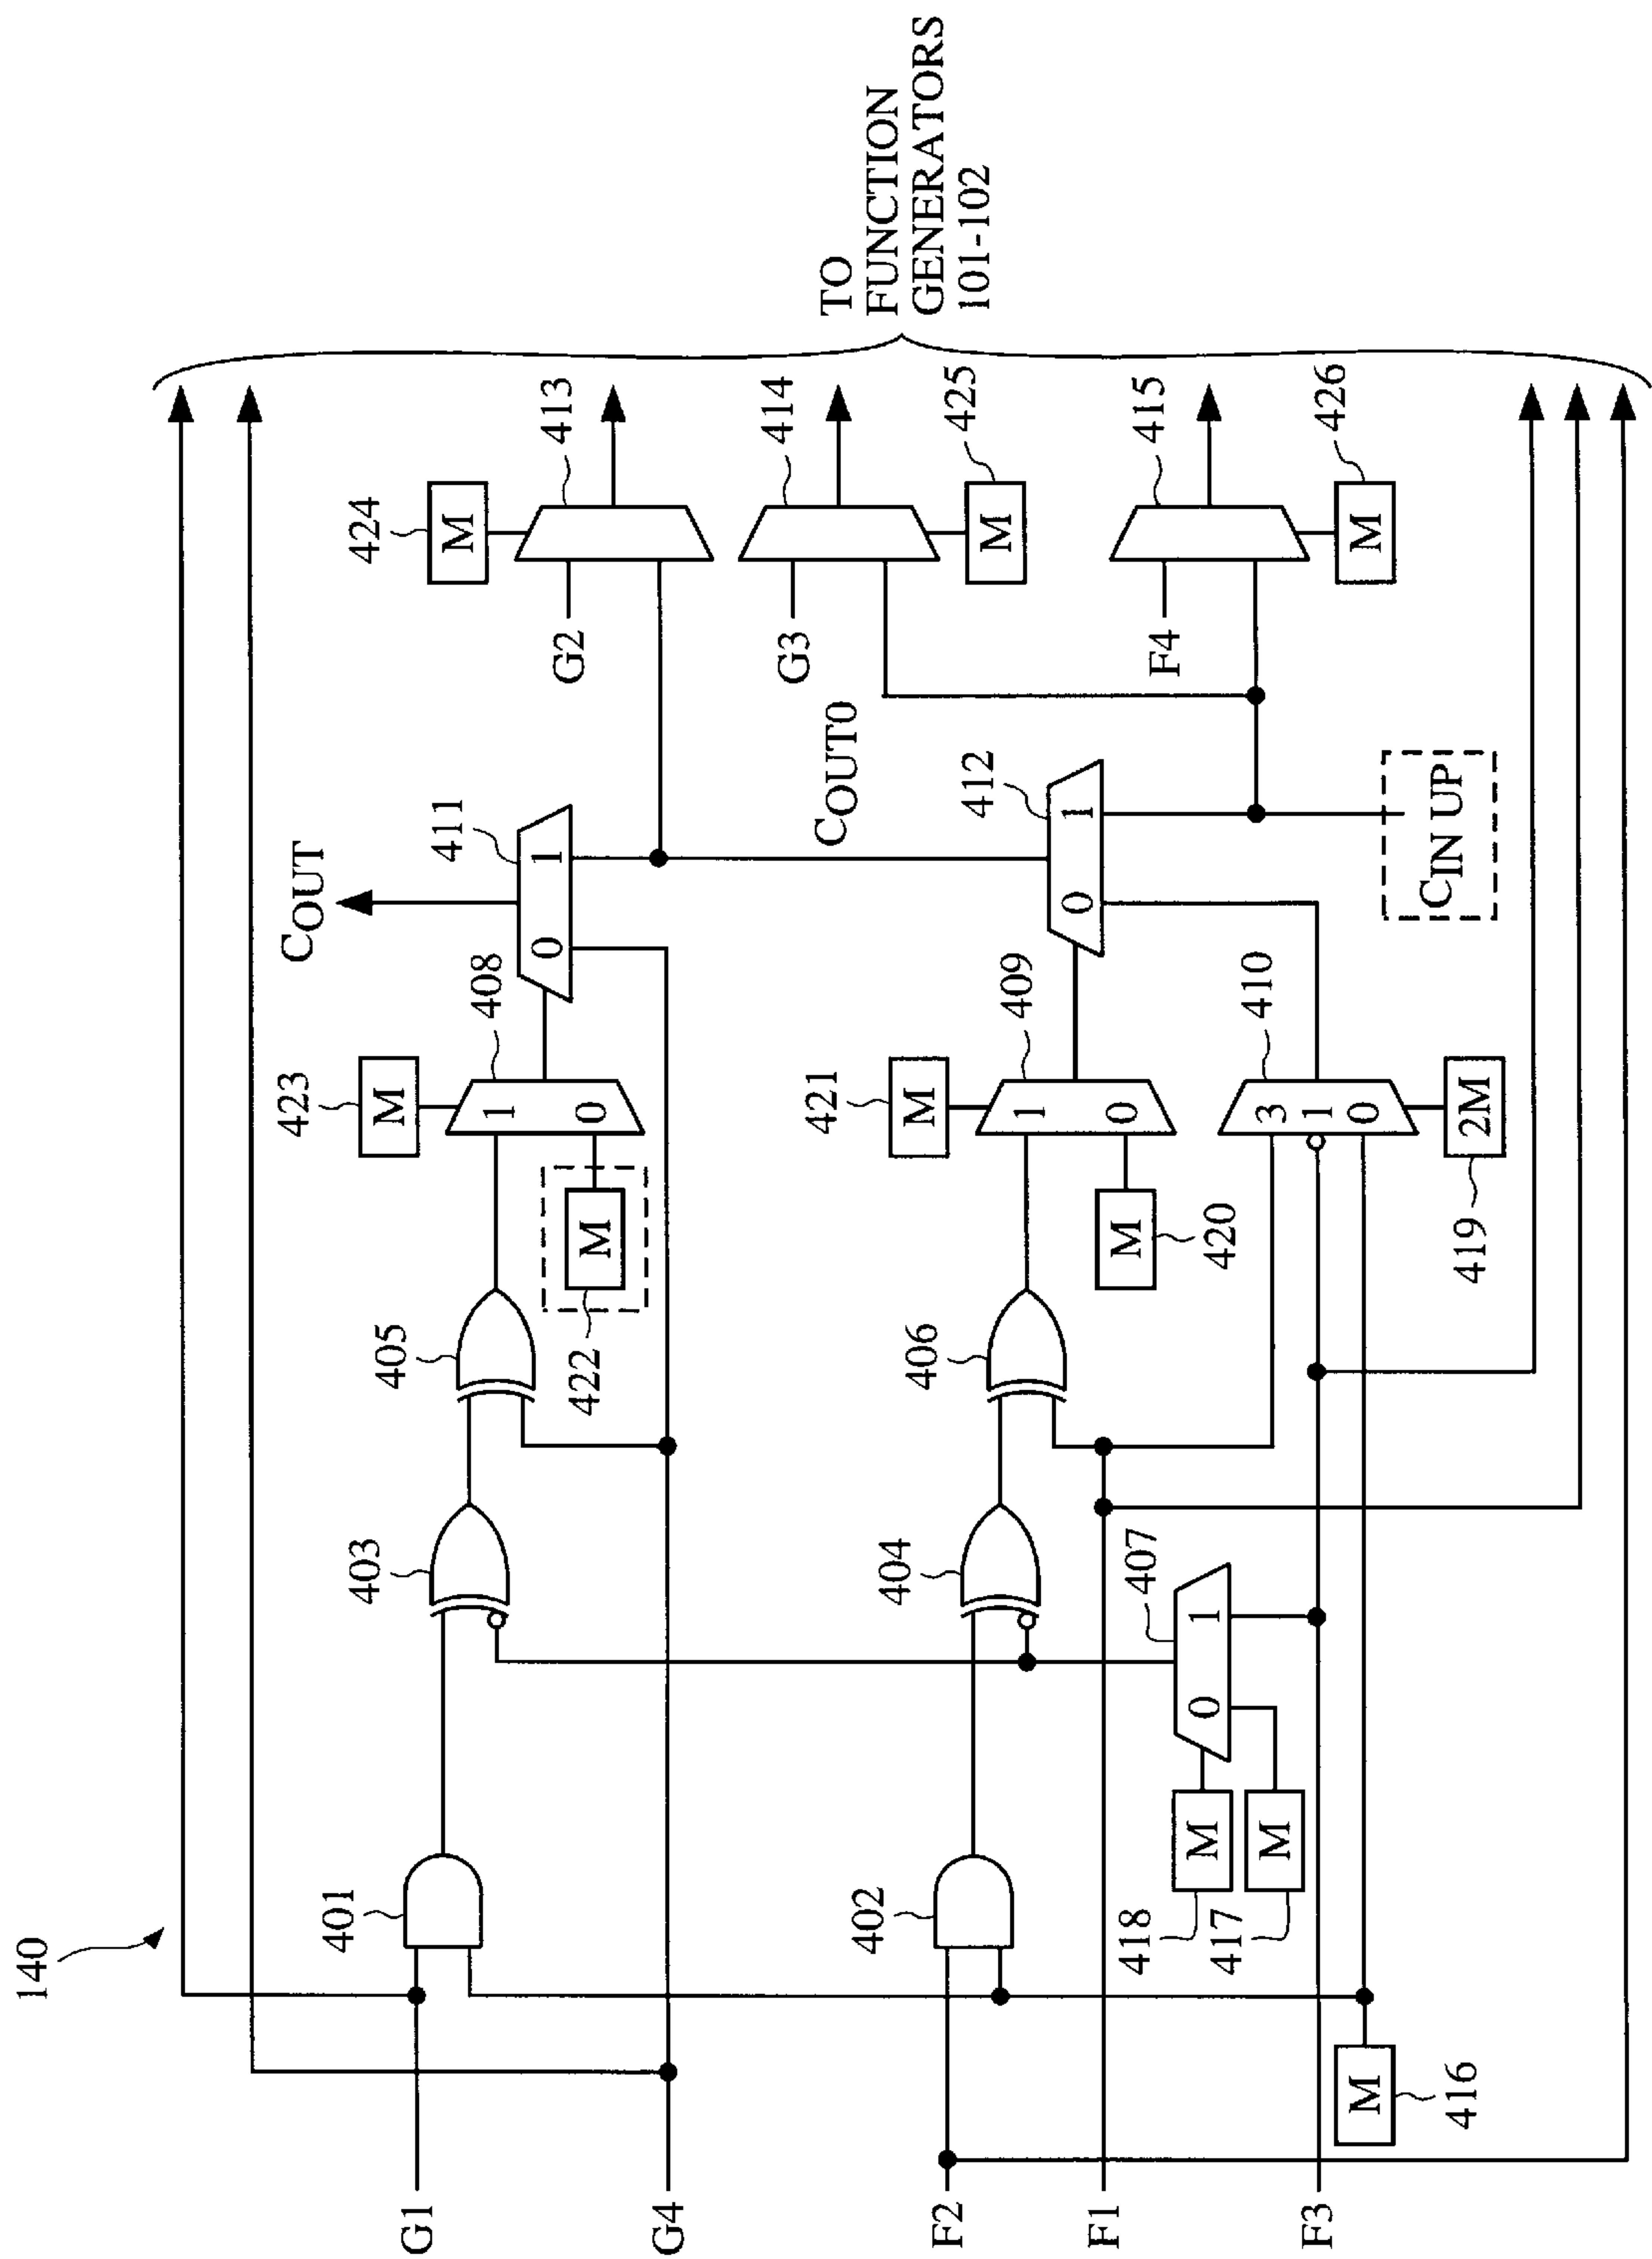 140
G1
G4
F2
F1
F3
401
402
403
404
405
406
407
0 1
M
418
M
417
M
416
M
423
1
0
408
M
422
M
421
1
0
409
M
420
3
1
0
410
2M
419
COUT
0 1
411
COUT0
0 1
412
CIN UP
M
424
G2
413
G3
414
M
425
F4
415
M
426
TO
FUNCTION
GENERATORS
101-102